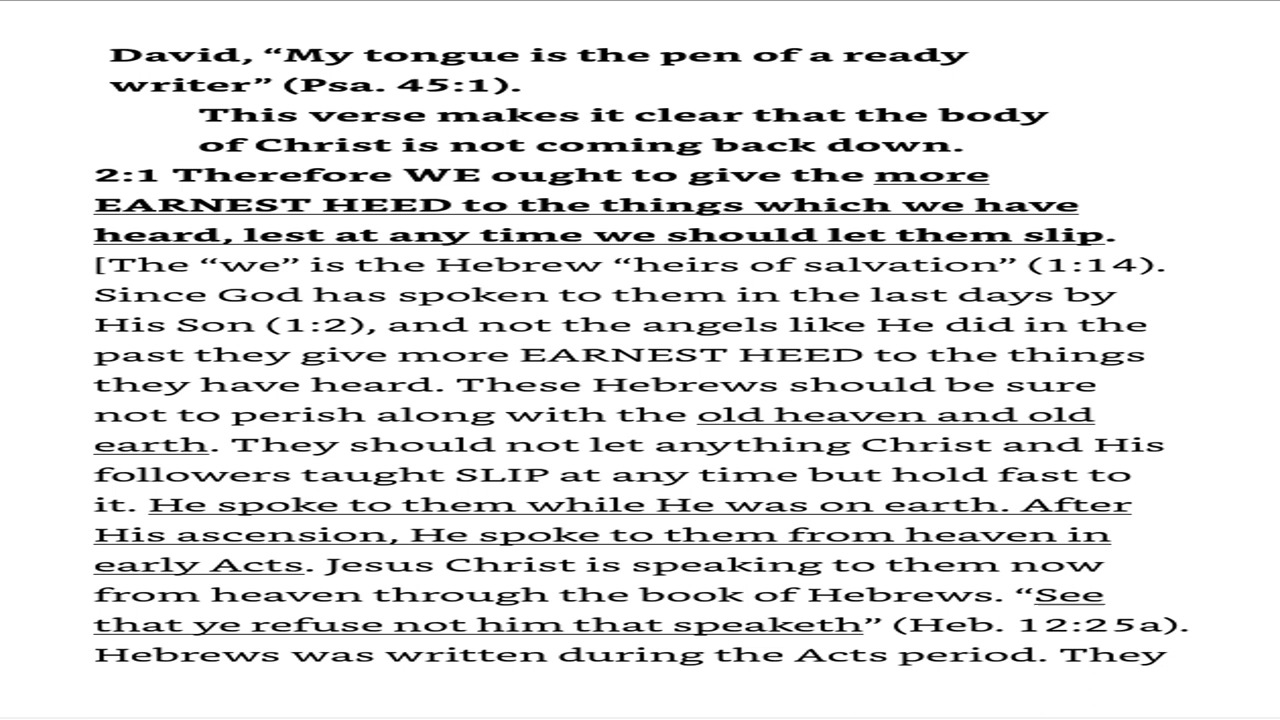 David, “My tongue is the pen of a ready
writer” (Psa. 45:1).
This verse makes it clear that the body
of Christ is not coming back down.
2:1 Therefore WE ought to give the more
EARNEST HEED to the things which we have
heard, lest at any time we should let them slip.
[The “we” is the Hebrew “heirs of salvation” (1:14).
Since God has spoken to them in the last days by
His Son (1:2), and not the angels like He did in the
past they give more EARNEST HEED to the things
they have heard. These Hebrews should be sure
not to perish along with the old heaven and old
earth. They should not let anything Christ and His
followers taught SLIP at any time but hold fast to
it. He spoke to them while He was on earth. After
His ascension, He spoke to them from heaven in
early Acts. Jesus Christ is speaking to them now
from heaven through the book of Hebrews. “See
that ye refuse not him that speaketh” (Heb. 12:25a).
Hebrews was written during the Acts period. They